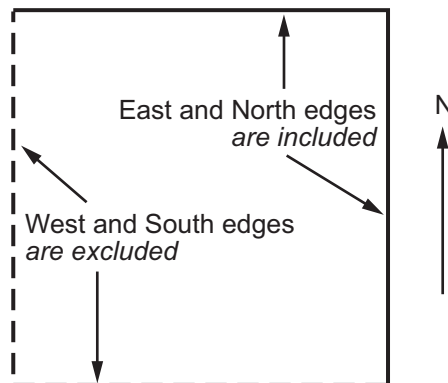 East and North edges
are included
N
West and South edges
are excluded